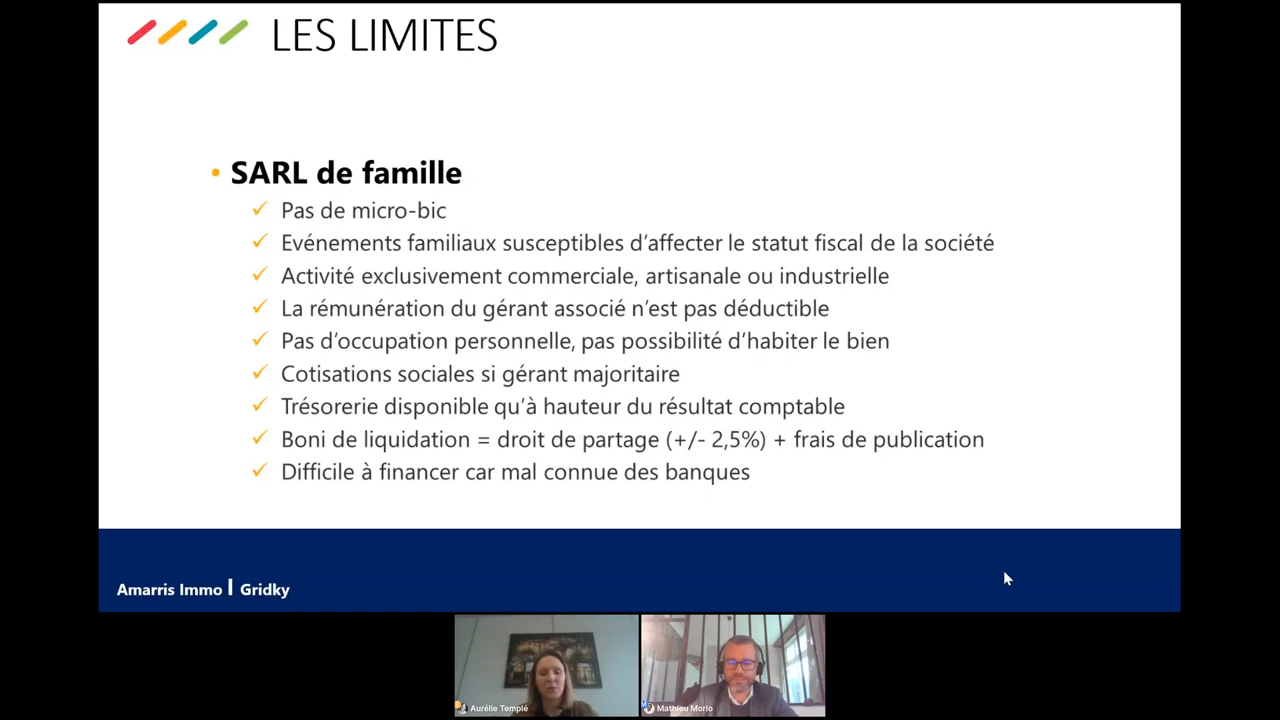 LES LIMITES
• SARL de famille
✓ Pas de micro-bic
✓ Evénements familiaux susceptibles d'affecter le statut fiscal de la société
✓ Activité exclusivement commerciale, artisanale ou industrielle
✓ La rémunération du gérant associé n'est pas déductible
✓ Pas d'occupation personnelle, pas possibilité d'habiter le bien
✓ Cotisations sociales si gérant majoritaire
✓ Trésorerie disponible qu'à hauteur du résultat comptable
✓ Boni de liquidation = droit de partage (+/- 2,5%) + frais de publication
✓ Difficile à financer car mal connue des banques
Amarris Immo | Gridky
Aurélie Templé
Mathieu Morio